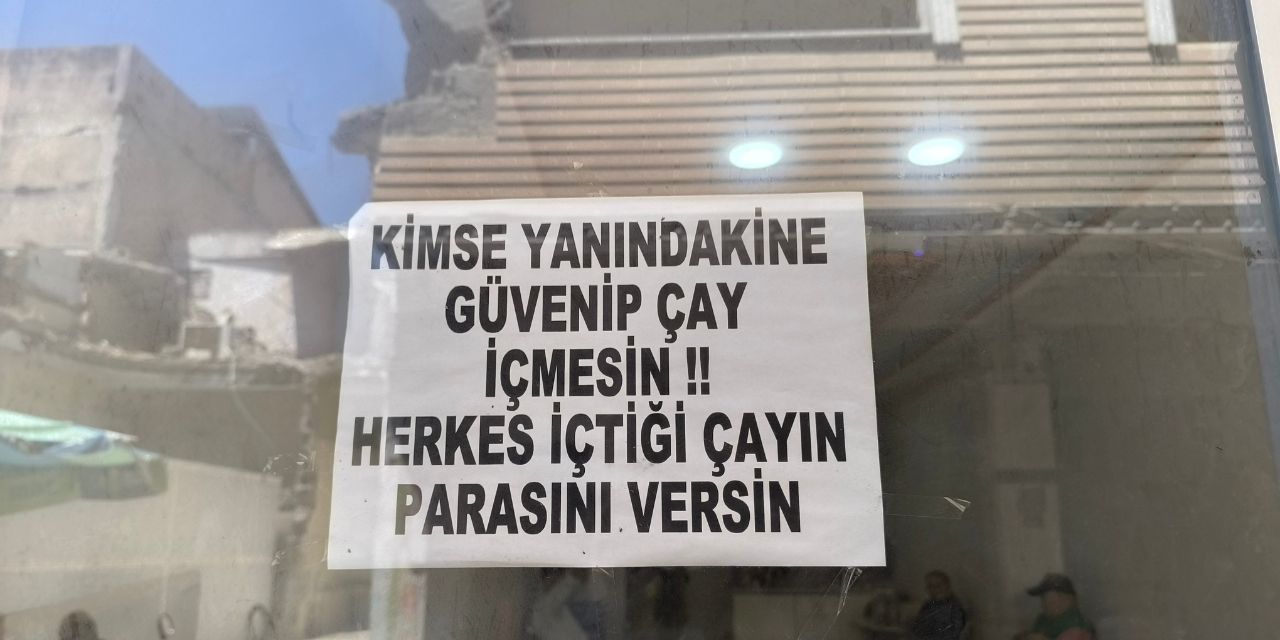 KİMSE YANINDAKİNE
GÜVENİP ÇAY
İÇMESİN !!
HERKES İÇTİĞİ ÇAYIN
PARASINI VERSİN